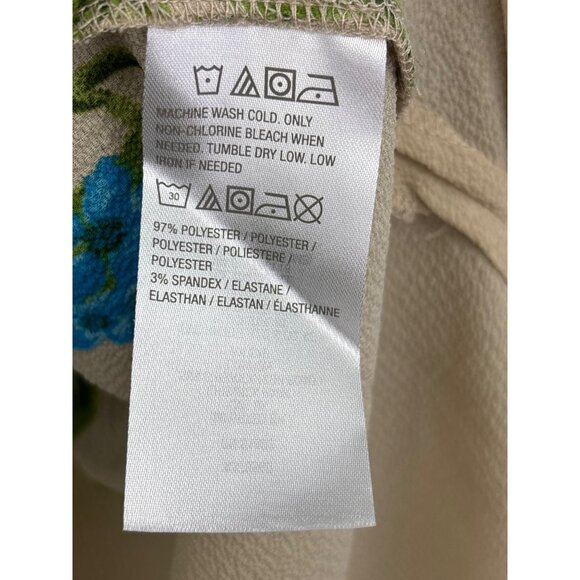 MACHINE WASH COLD. ONLY
NON-CHLORINE BLEACH WHEN
NEEDED. TUMBLE DRY LOW. LOW
IRON IF NEEDED
30
97% POLYESTER / POLYESTER /
POLYESTER / POLIESTERE /
POLYESTER
3% SPANDEX / ELASTANE /
ELASTHAN / ELASTAN / ÉLASTHANNE